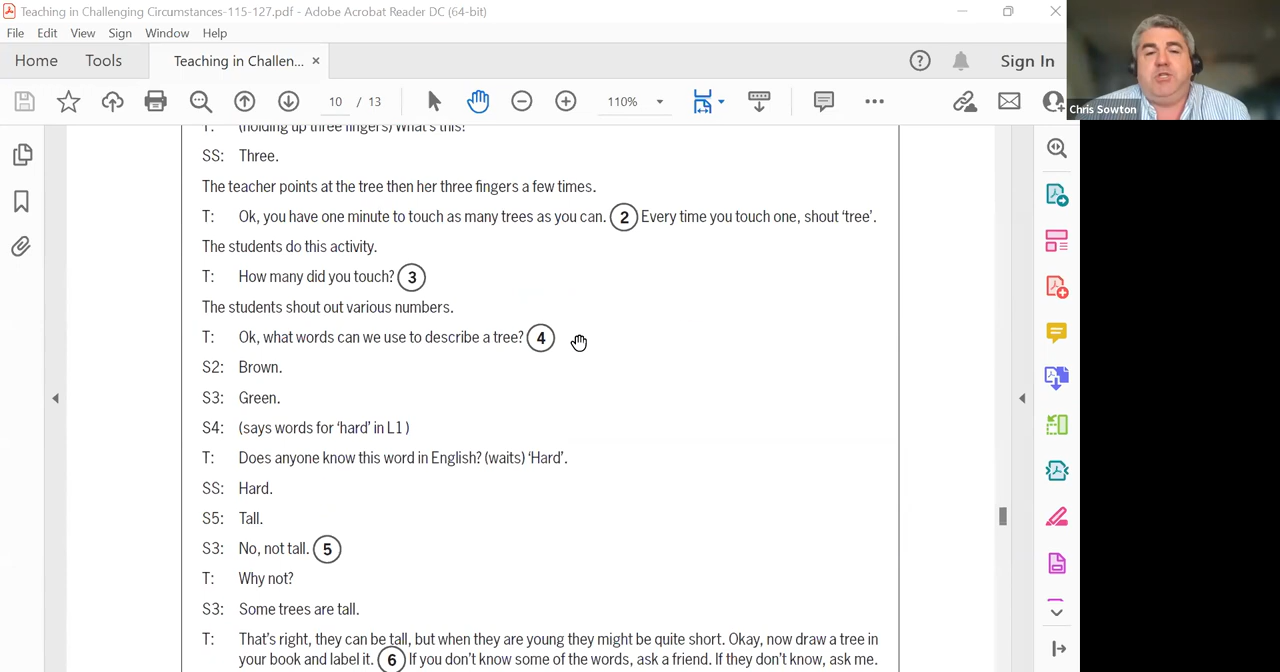 Teaching in Challenging Circumstances-115-127.pdf - Adobe Acrobat Reader DC (64-bit)
File Edit View Sign Window Help
Home Tools Teaching in Challen... × Sign In
10 / 13 110%
Chris Sowton
T: (holding up three fingers) What's this?
SS: Three.
The teacher points at the tree then her three fingers a few times.
T: Ok, you have one minute to touch as many trees as you can. 2 Every time you touch one, shout 'tree'.
The students do this activity.
T: How many did you touch? 3
The students shout out various numbers.
T: Ok, what words can we use to describe a tree? 4
S2: Brown.
S3: Green.
S4: (says words for 'hard' in L1)
T: Does anyone know this word in English? (waits) 'Hard'.
SS: Hard.
S5: Tall.
S3: No, not tall. 5
T: Why not?
S3: Some trees are tall.
T: That's right, they can be tall, but when they are young they might be quite short. Okay, now draw a tree in
your book and label it. 6 If you don't know some of the words, ask a friend. If they don't know, ask me.